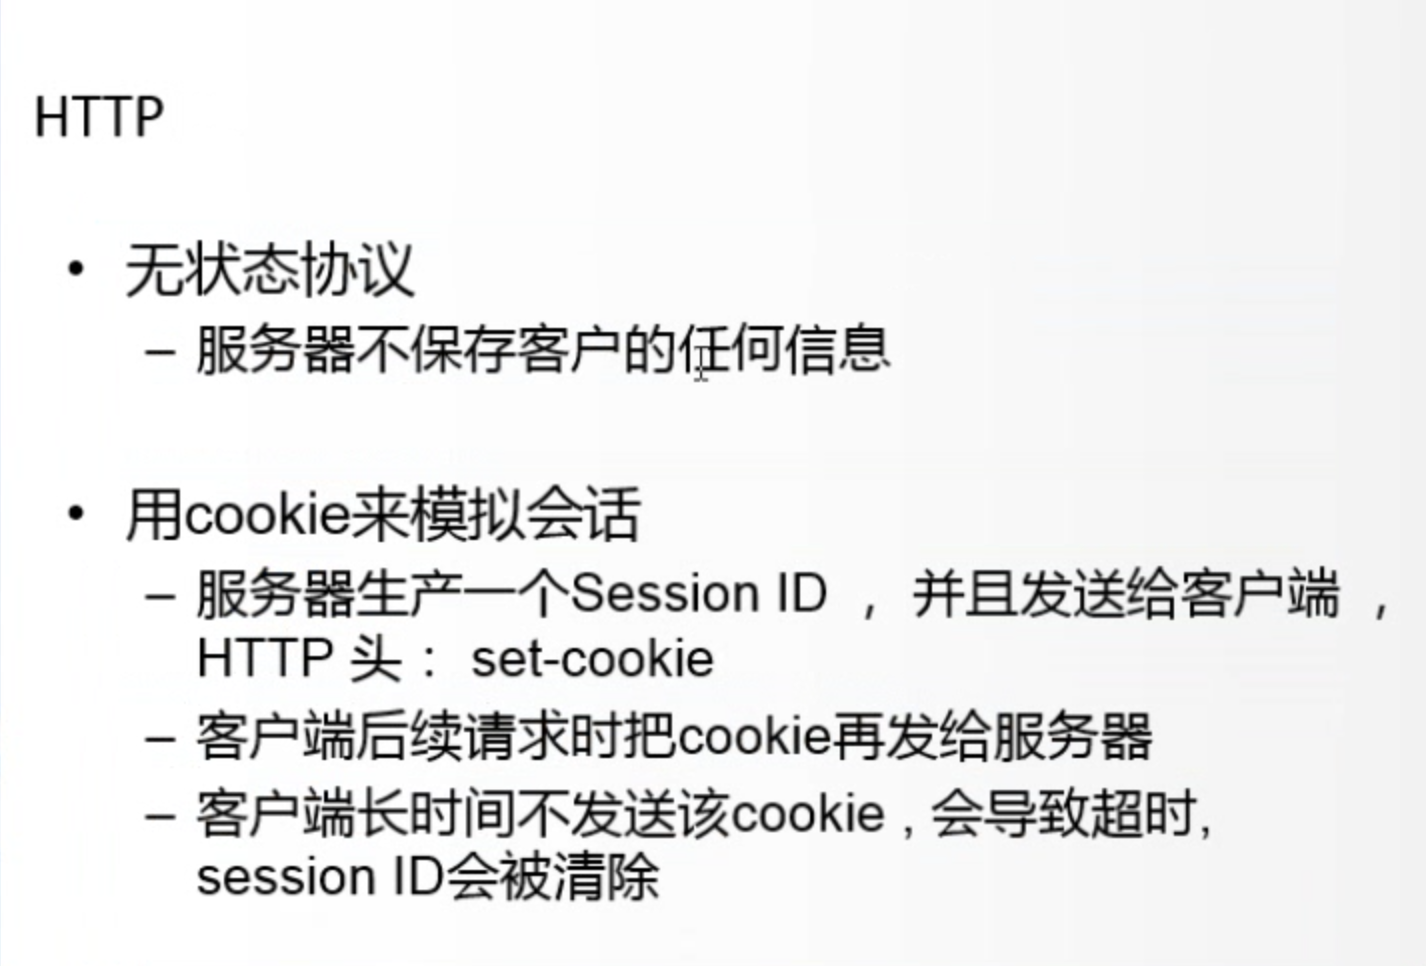 HTTP
• 无状态协议
– 服务器不保存客户的任何信息
• 用cookie来模拟会话
– 服务器生产一个Session ID ， 并且发送给客户端 ，
HTTP 头： set-cookie
– 客户端后续请求时把cookie再发给服务器
– 客户端长时间不发送该cookie , 会导致超时,
session ID会被清除